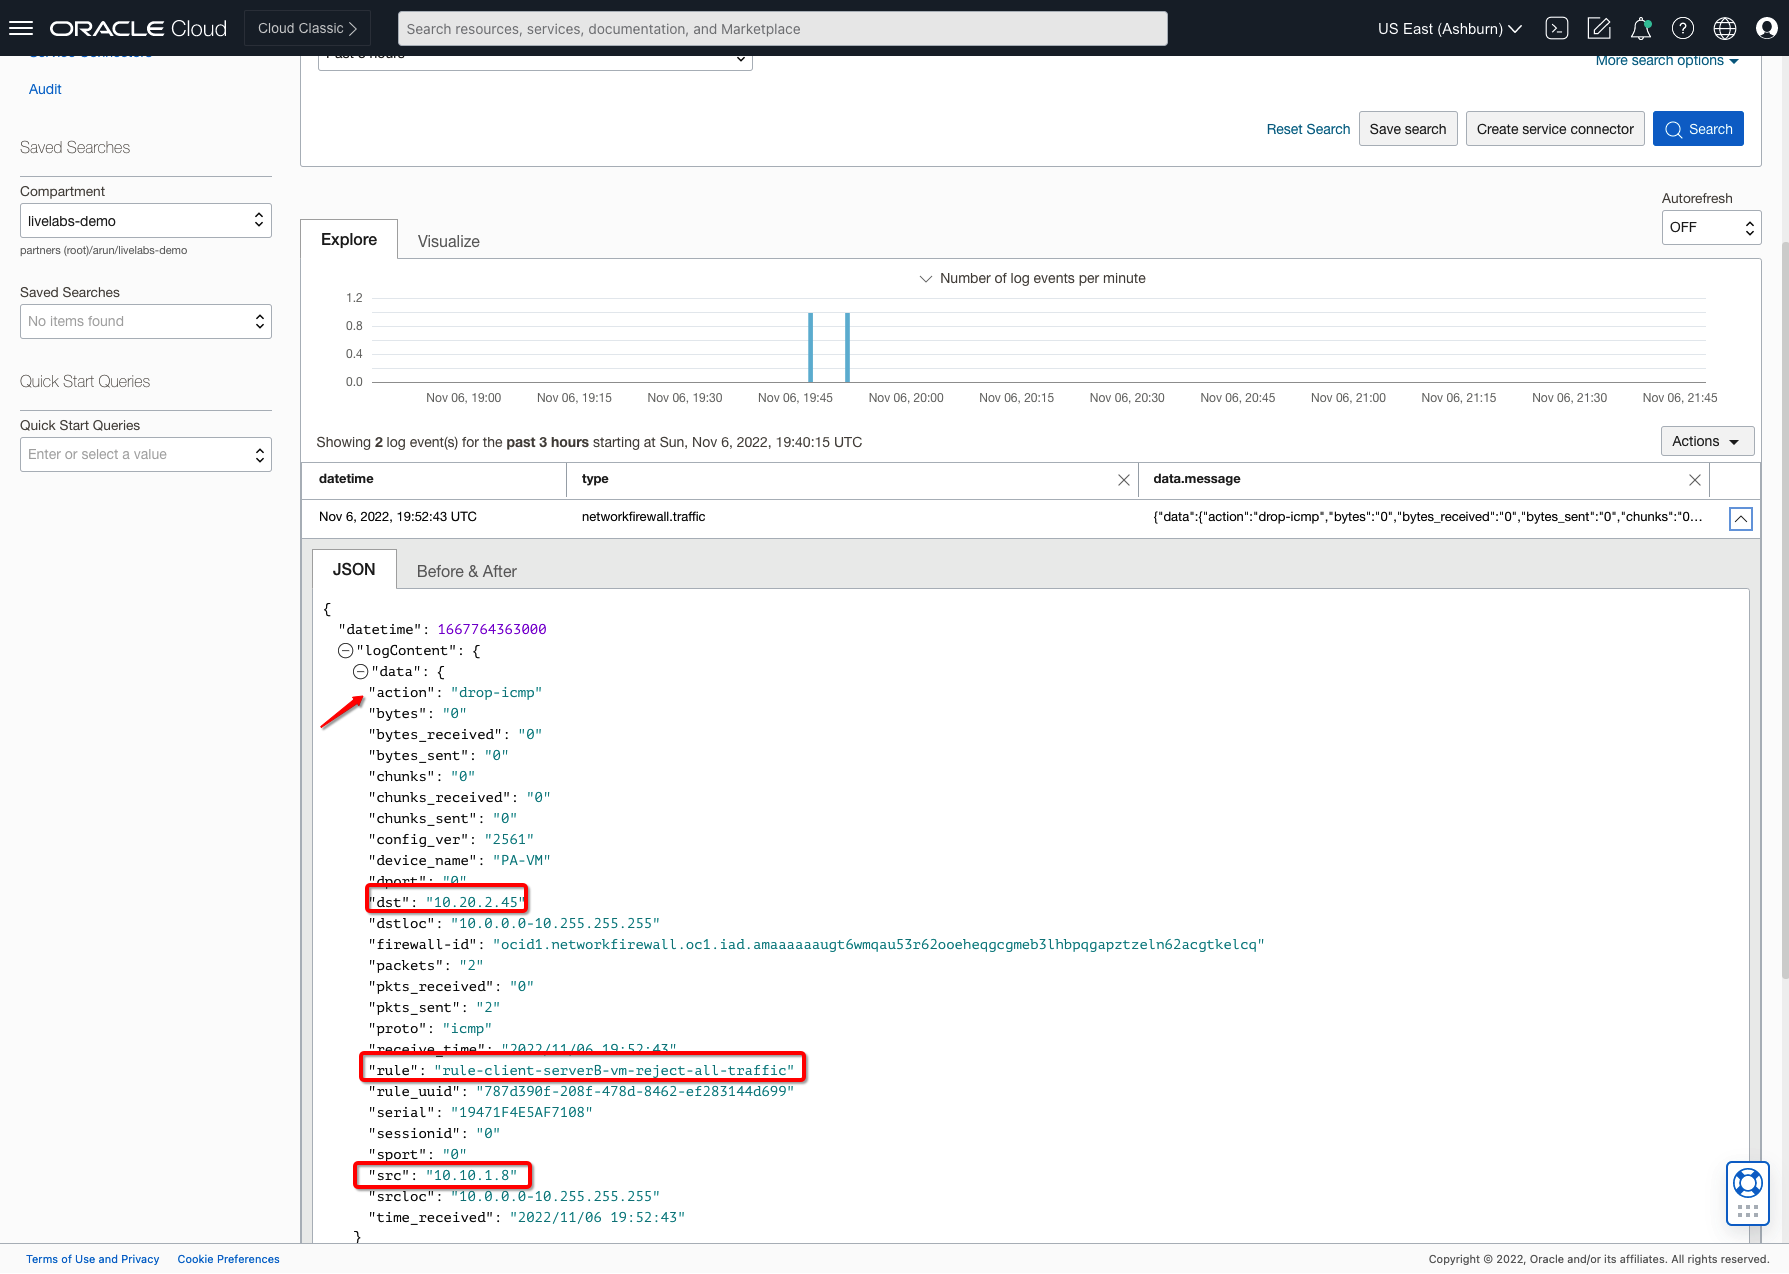 ORACLE Cloud
Cloud Classic
Search resources, services, documentation, and Marketplace
US East (Ashburn)
Service Connectors
Audit
Saved Searches
Compartment
livelabs-demo
partners (root)/arun/livelabs-demo
Saved Searches
No items found
Quick Start Queries
Quick Start Queries
Enter or select a value
Past 3 hours
More search options
Reset Search
Save search
Create service connector
Search
Autorefresh
OFF
Explore
Visualize
Number of log events per minute
1.2
0.8
0.4
0.0
Nov 06, 19:00 Nov 06, 19:15 Nov 06, 19:30 Nov 06, 19:45 Nov 06, 20:00 Nov 06, 20:15 Nov 06, 20:30 Nov 06, 20:45 Nov 06, 21:00 Nov 06, 21:15 Nov 06, 21:30 Nov 06, 21:45
Showing 2 log event(s) for the past 3 hours starting at Sun, Nov 6, 2022, 19:40:15 UTC
Actions
datetime type data.message
Nov 6, 2022, 19:52:43 UTC networkfirewall.traffic {"data":{"action":"drop-icmp","bytes":"0","bytes_received":"0","bytes_sent":"0","chunks":"0...
JSON
Before & After
{
"datetime": 1667764363000
"logContent": {
"data": {
"action": "drop-icmp"
"bytes": "0"
"bytes_received": "0"
"bytes_sent": "0"
"chunks": "0"
"chunks_received": "0"
"chunks_sent": "0"
"config_ver": "2561"
"device_name": "PA-VM"
"dport": "0"
"dst": "10.20.2.45"
"dstloc": "10.0.0.0-10.255.255.255"
"firewall-id": "ocid1.networkfirewall.oc1.iad.amaaaaaaugt6wmqau53r62ooeheqgcgmeb3lhbpqgapztzeln62acgtkelcq"
"packets": "2"
"pkts_received": "0"
"pkts_sent": "2"
"proto": "icmp"
"receive_time": "2022/11/06 19:52:43"
"rule": "rule-client-serverB-vm-reject-all-traffic"
"rule_uuid": "787d390f-208f-478d-8462-ef283144d699"
"serial": "19471F4E5AF7108"
"sessionid": "0"
"sport": "0"
"src": "10.10.1.8"
"srcloc": "10.0.0.0-10.255.255.255"
"time_received": "2022/11/06 19:52:43"
}
Terms of Use and Privacy
Cookie Preferences
Copyright © 2022, Oracle and/or its affiliates. All rights reserved.